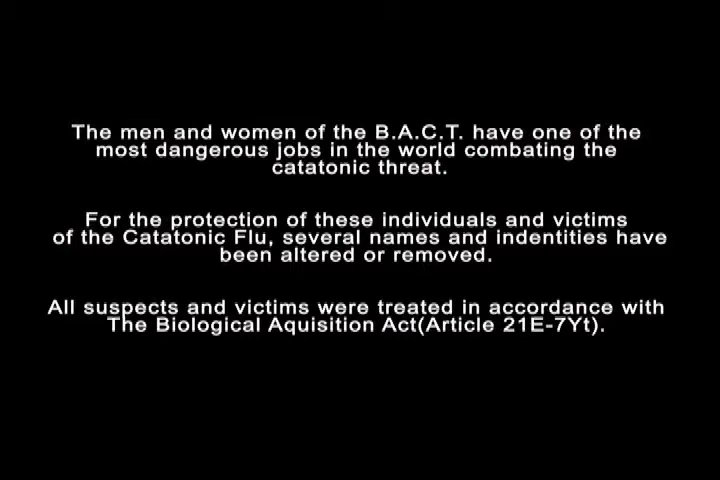 The men and women of the B.A.C.T. have one of the
most dangerous jobs in the world combating the
catatonic threat.
For the protection of these individuals and victims
of the Catatonic Flu, several names and indentities have
been altered or removed.
All suspects and victims were treated in accordance with
The Biological Aquisition Act(Article 21E-7Yt).